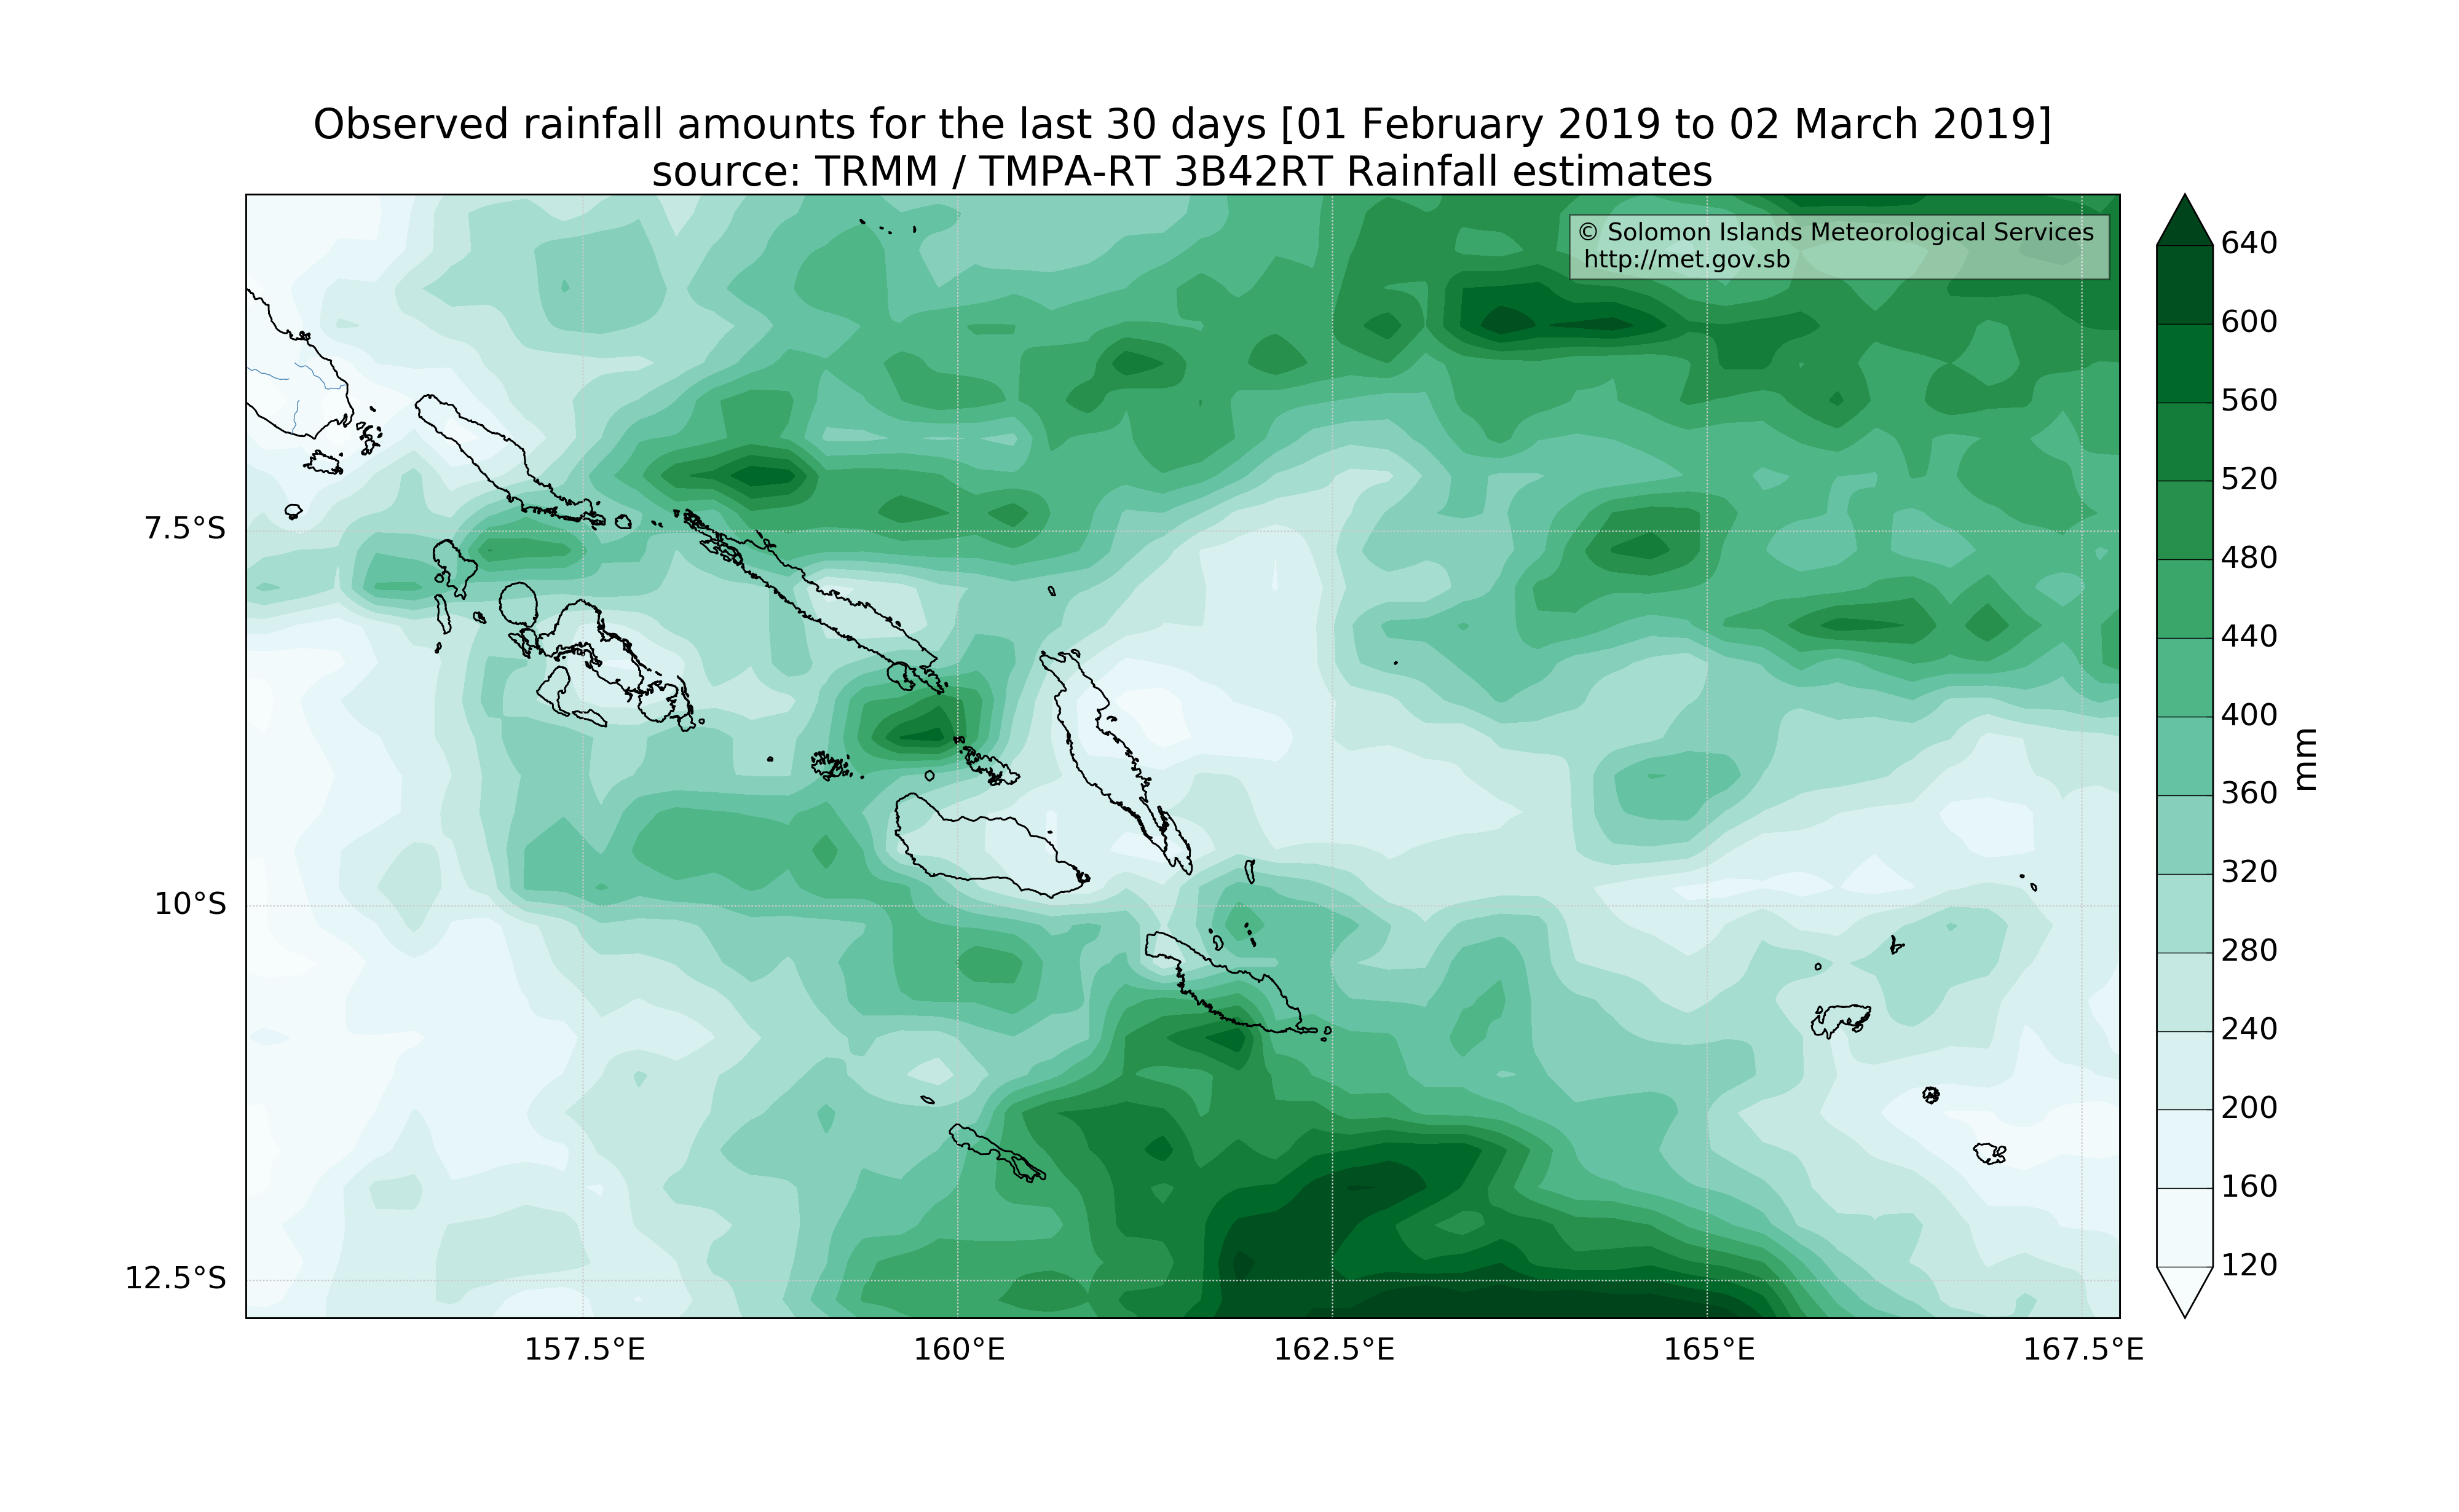 Observed rainfall amounts for the last 30 days [01 February 2019 to 02 March 2019]
source: TRMM / TMPA-RT 3B42RT Rainfall estimates
© Solomon Islands Meteorological Services
http://met.gov.sb
7.5°S
10°S
12.5°S
157.5°E
160°E
162.5°E
165°E
167.5°E
640
600
560
520
480
440
400
360
320
280
240
200
160
120
mm